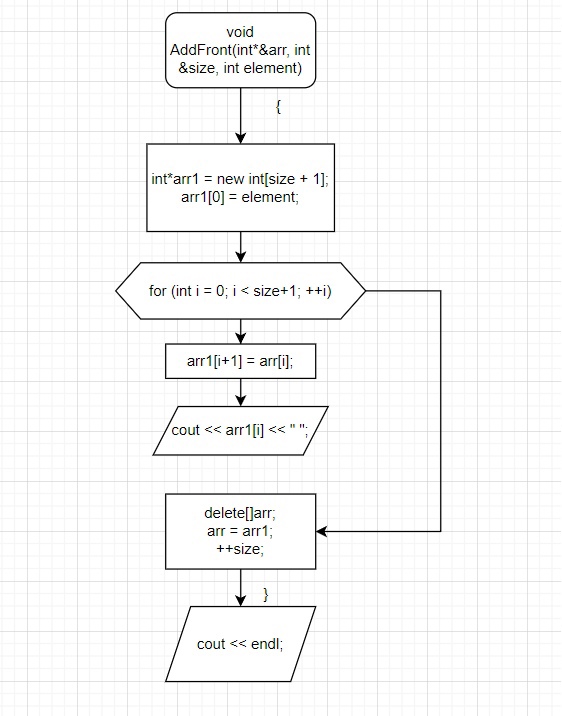 void
AddFront(int*&arr, int
&size, int element)
{
int*arr1 = new int[size + 1];
arr1[0] = element;
for (int i = 0; i < size+1; ++i)
arr1[i+1] = arr[i];
cout << arr1[i] << " ";
delete[]arr;
arr = arr1;
++size;
}
cout << endl;